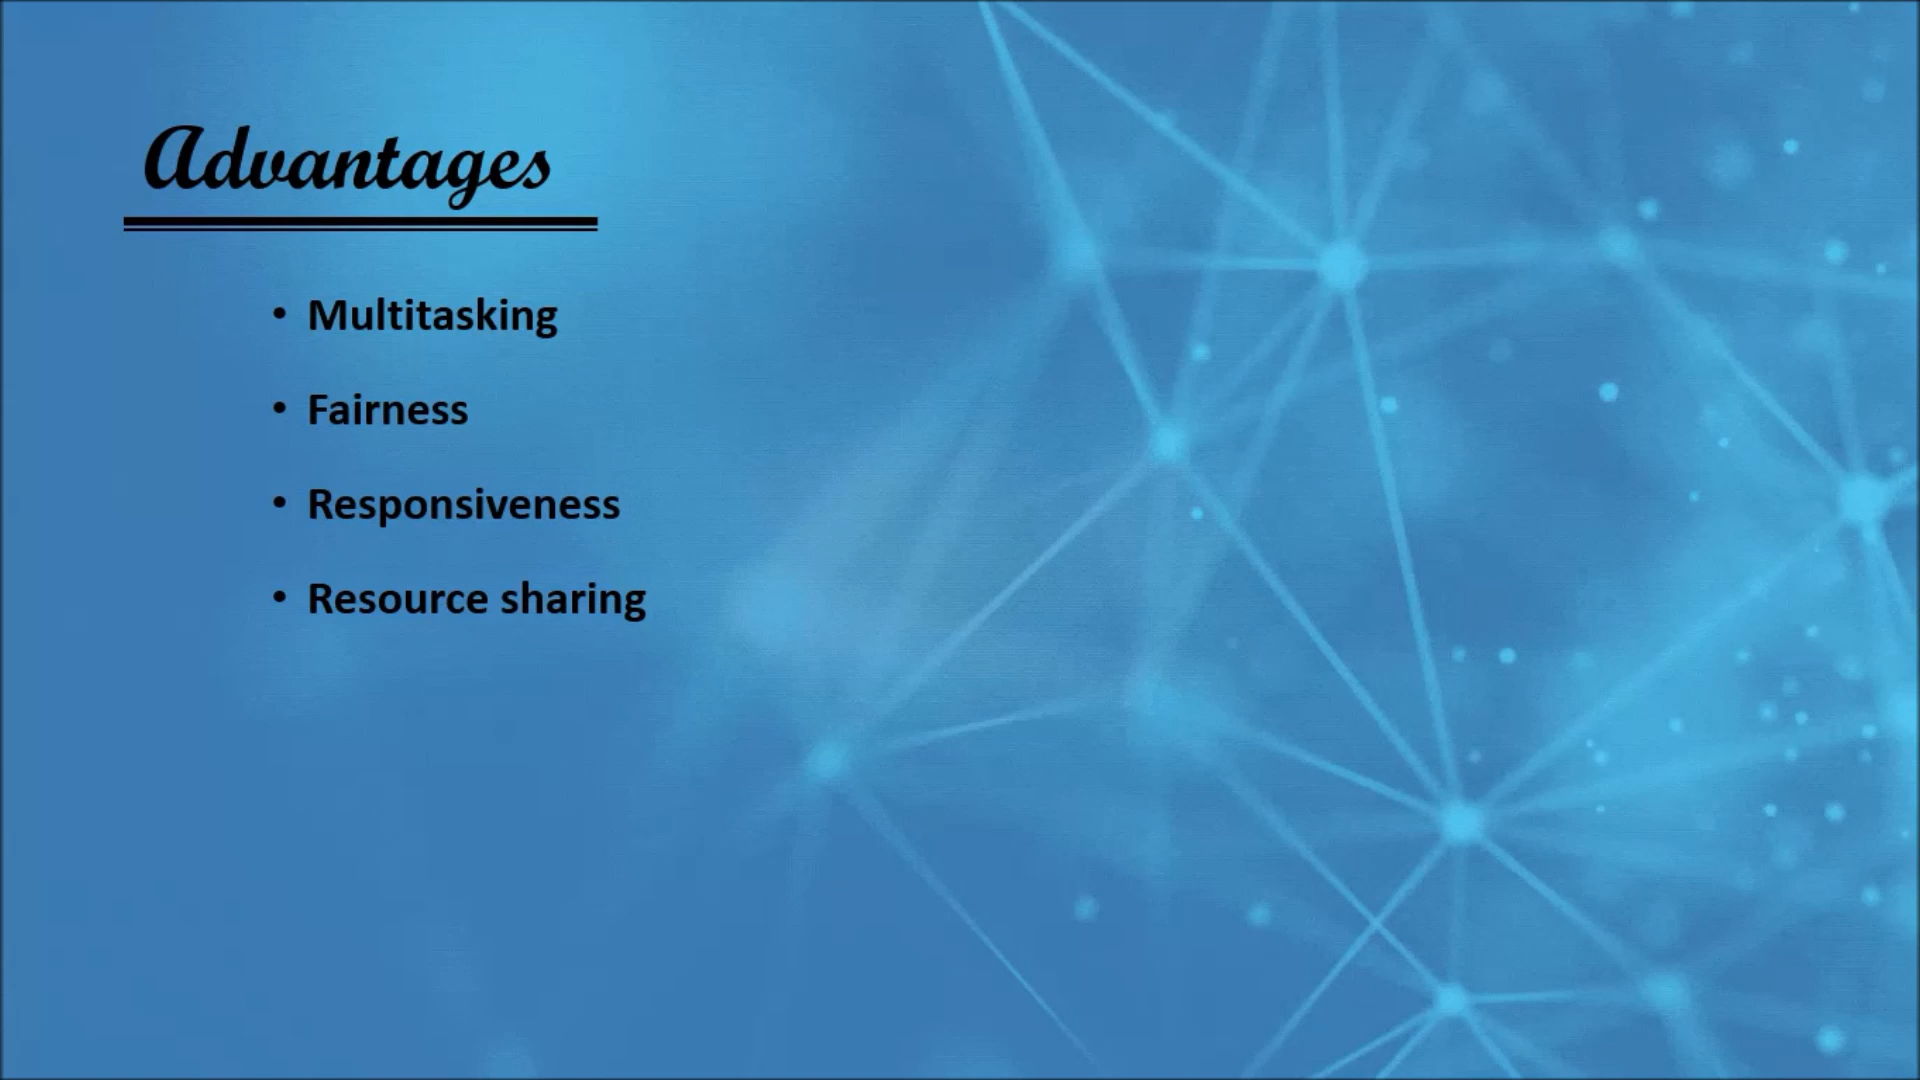 Advantages
• Multitasking
• Fairness
• Responsiveness
• Resource sharing